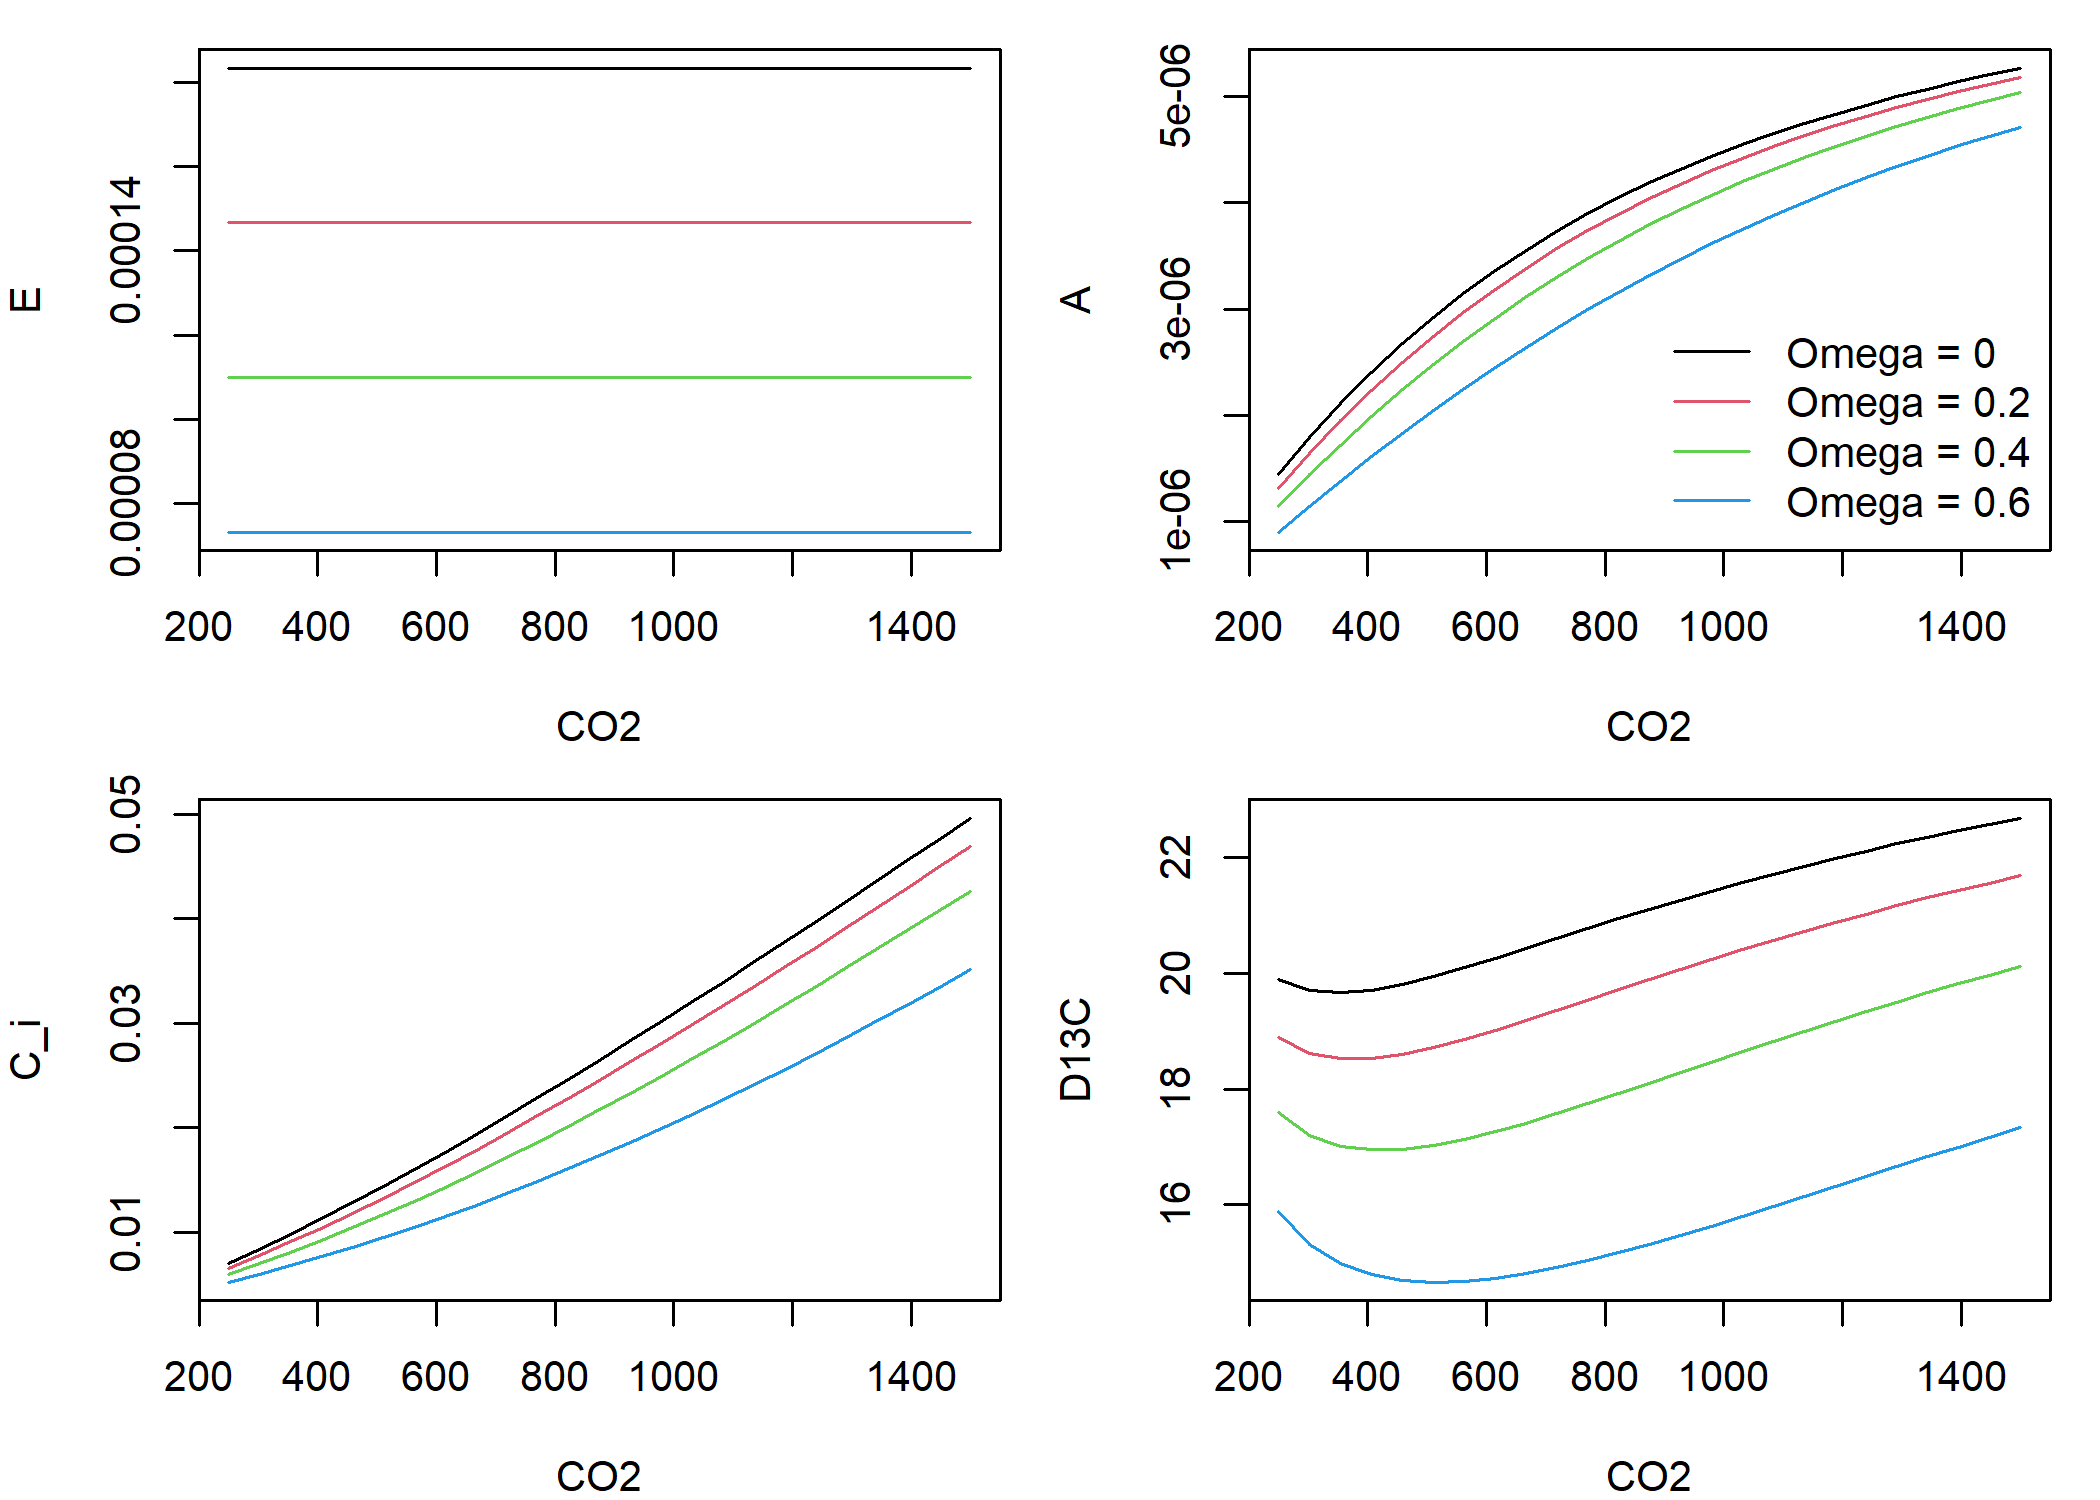 E
0.00008
0.00014
200 400 600 800 1000 1400
CO2
A
1e-06
3e-06
5e-06
Omega = 0
Omega = 0.2
Omega = 0.4
Omega = 0.6
200 400 600 800 1000 1400
CO2
C_i
0.01
0.03
0.05
200 400 600 800 1000 1400
CO2
D13C
16
18
20
22
200 400 600 800 1000 1400
CO2